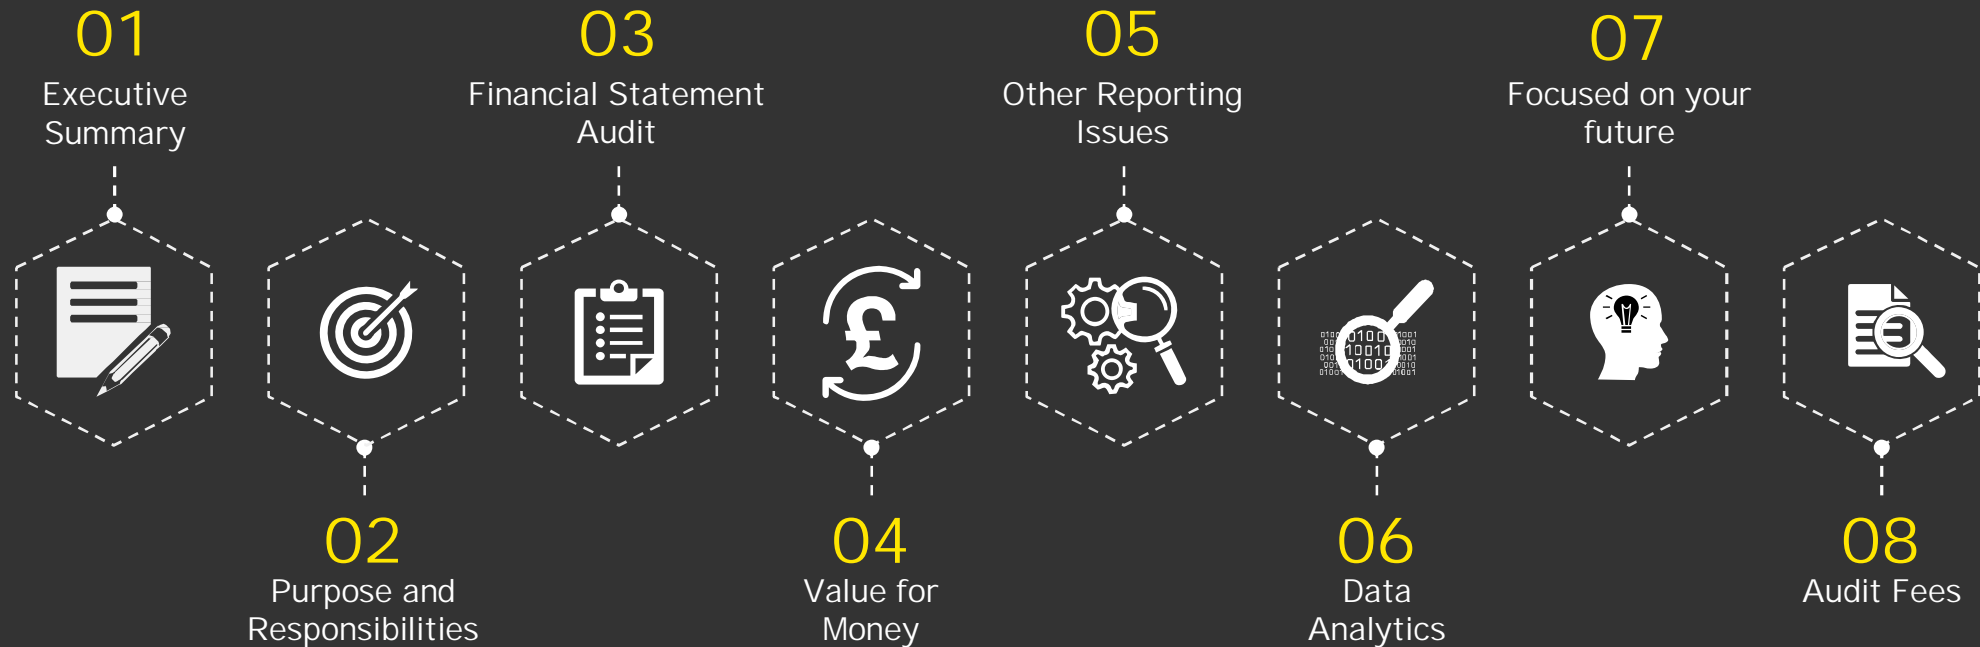 01
Executive
Summary
02
Purpose and
Responsibilities
03
Financial Statement
Audit
04
Value for
Money
05
Other Reporting
Issues
06
Data
Analytics
07
Focused on your
future
08
Audit Fees
£